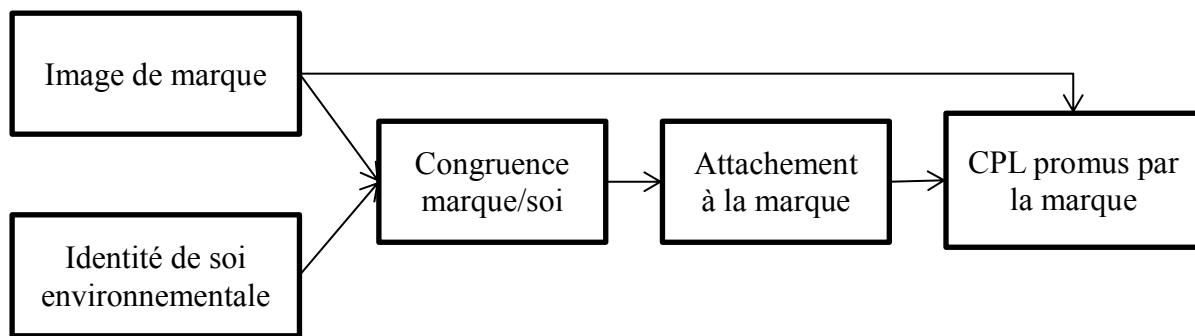 Image de marque
Identité de soi
environnementale
Congruence
marque/soi
Attachement
à la marque
CPL promus par
la marque